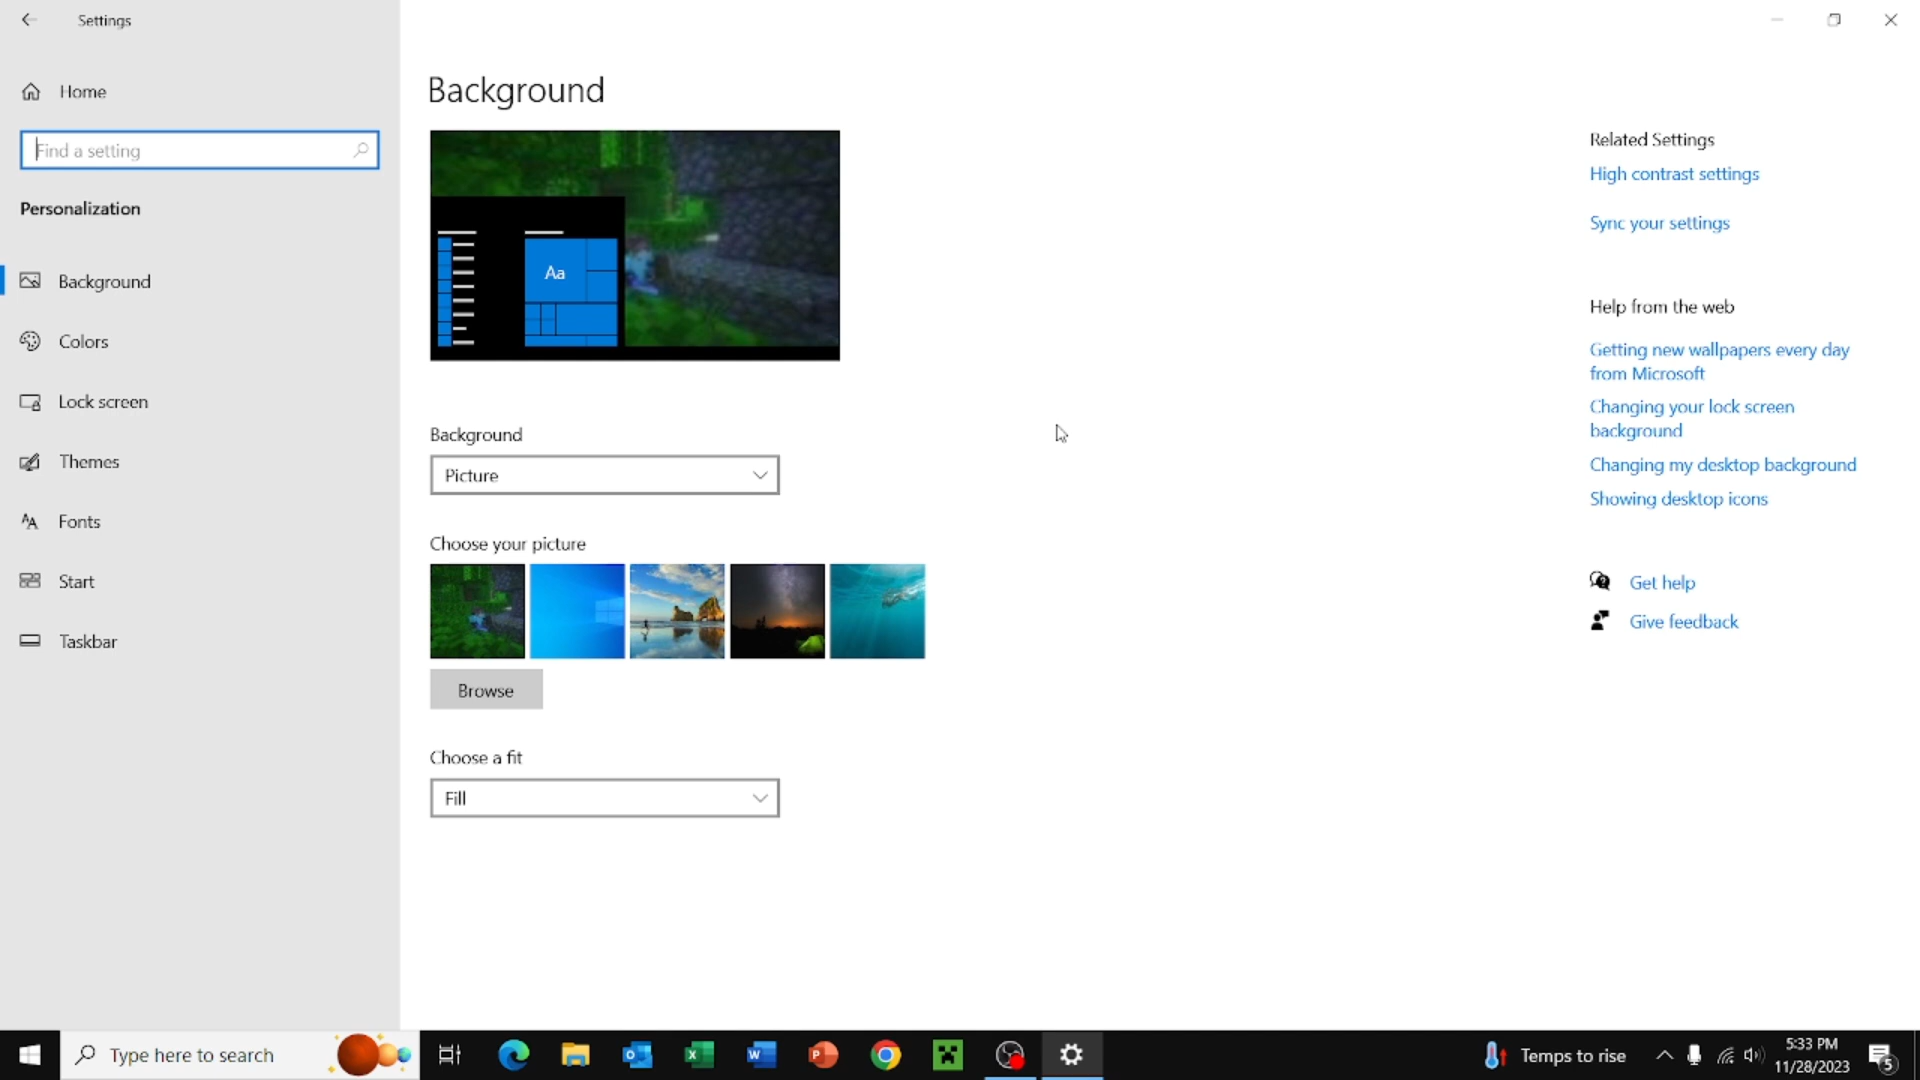 Settings
Home
Find a setting
Personalization
Background
Colors
Lock screen
Themes
Fonts
Start
Taskbar
Background
Aa
Background
Picture
Choose your picture
Browse
Choose a fit
Fill
Related Settings
High contrast settings
Sync your settings
Help from the web
Getting new wallpapers every day
from Microsoft
Changing your lock screen
background
Changing my desktop background
Showing desktop icons
Get help
Give feedback
Type here to search
Temps to rise
5:33 PM
11/28/2023
5